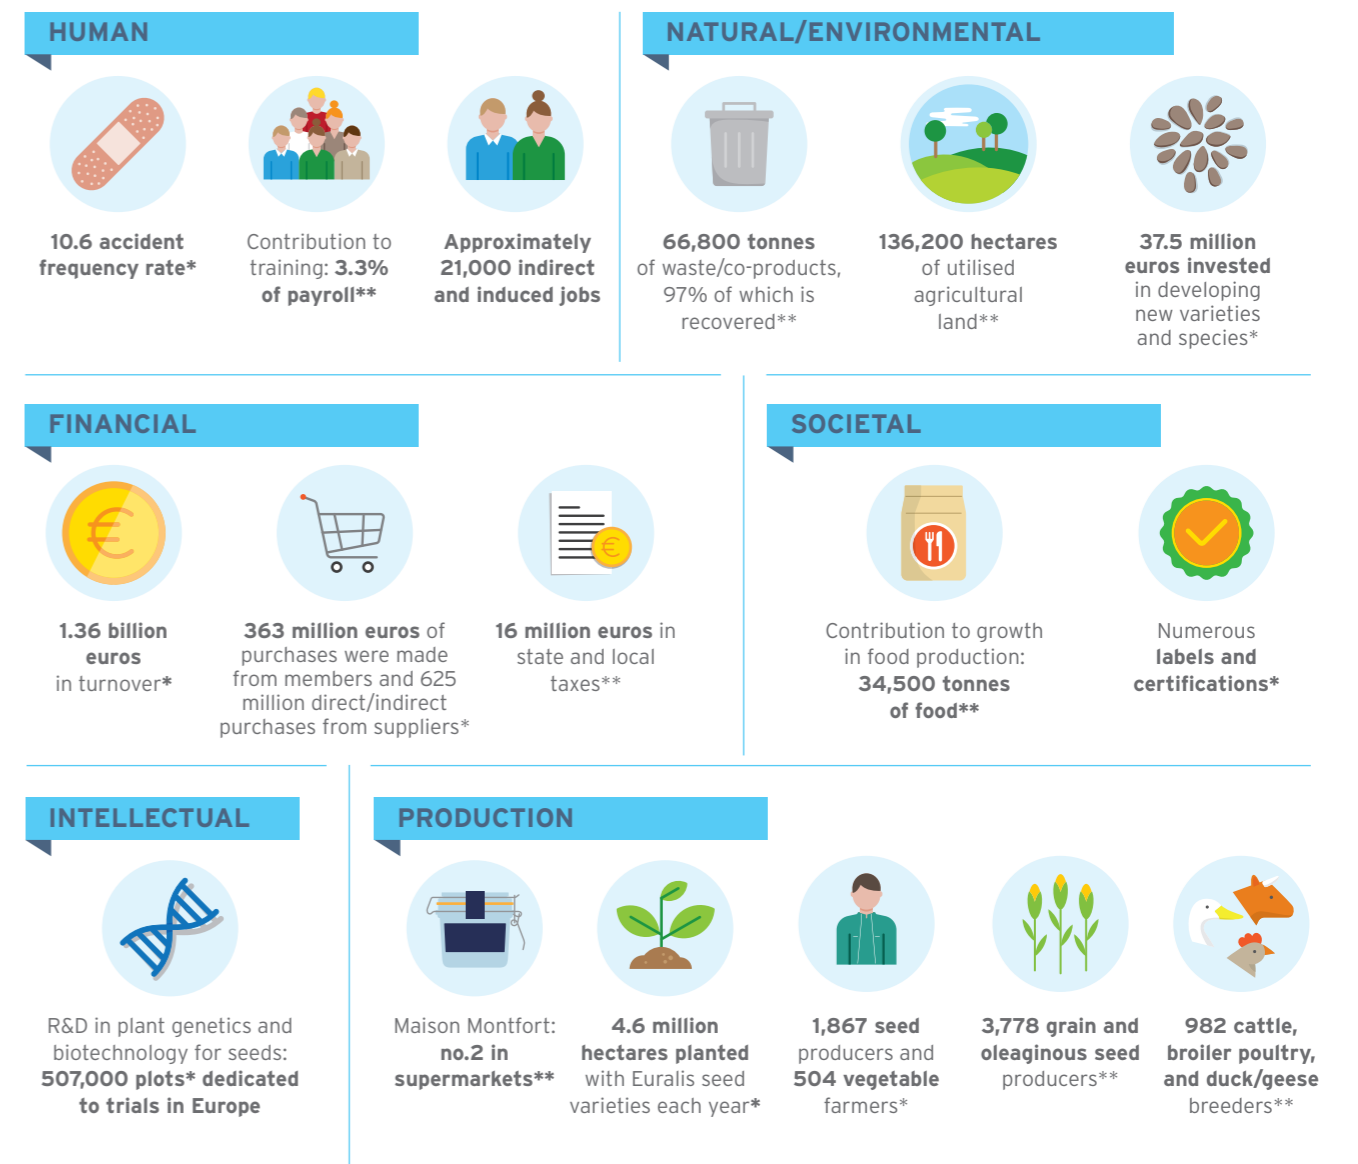 HUMAN
10.6 accident
frequency rate*
Contribution to
training: 3.3%
of payroll**
Approximately
21,000 indirect
and induced jobs
NATURAL/ENVIRONMENTAL
66,800 tonnes
of waste/co-products,
97% of which is
recovered**
136,200 hectares
of utilised
agricultural
land**
37.5 million
euros invested
in developing
new varieties
and species*
FINANCIAL
1.36 billion
euros
in turnover*
363 million euros of
purchases were made
from members and 625
million direct/indirect
purchases from suppliers*
16 million euros in
state and local
taxes**
SOCIETAL
Contribution to growth
in food production:
34,500 tonnes
of food**
Numerous
labels and
certifications*
INTELLECTUAL
R&D in plant genetics and
biotechnology for seeds:
507,000 plots* dedicated
to trials in Europe
PRODUCTION
Maison Montfort:
no.2 in
supermarkets**
4.6 million
hectares planted
with Euralis seed
varieties each year*
1,867 seed
producers and
504 vegetable
farmers*
3,778 grain and
oleaginous seed
producers**
982 cattle,
broiler poultry,
and duck/geese
breeders**